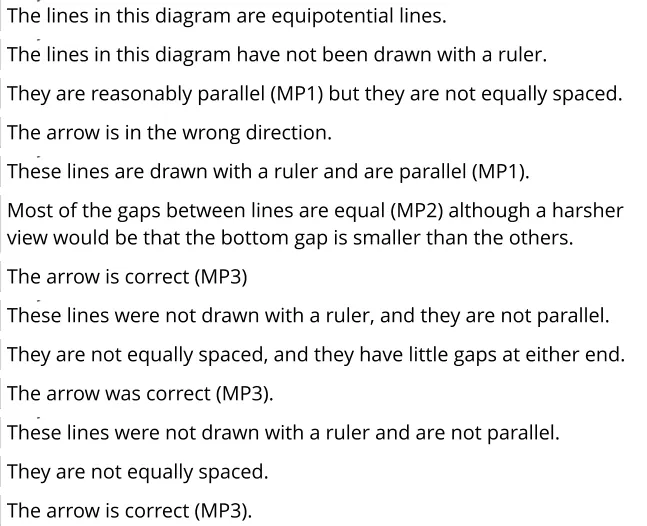 The lines in this diagram are equipotential lines.
The lines in this diagram have not been drawn with a ruler.
They are reasonably parallel (MP1) but they are not equally spaced.
The arrow is in the wrong direction.
These lines are drawn with a ruler and are parallel (MP1).
Most of the gaps between lines are equal (MP2) although a harsher
view would be that the bottom gap is smaller than the others.
The arrow is correct (MP3)
These lines were not drawn with a ruler, and they are not parallel.
They are not equally spaced, and they have little gaps at either end.
The arrow was correct (MP3).
These lines were not drawn with a ruler and are not parallel.
They are not equally spaced.
The arrow is correct (MP3).